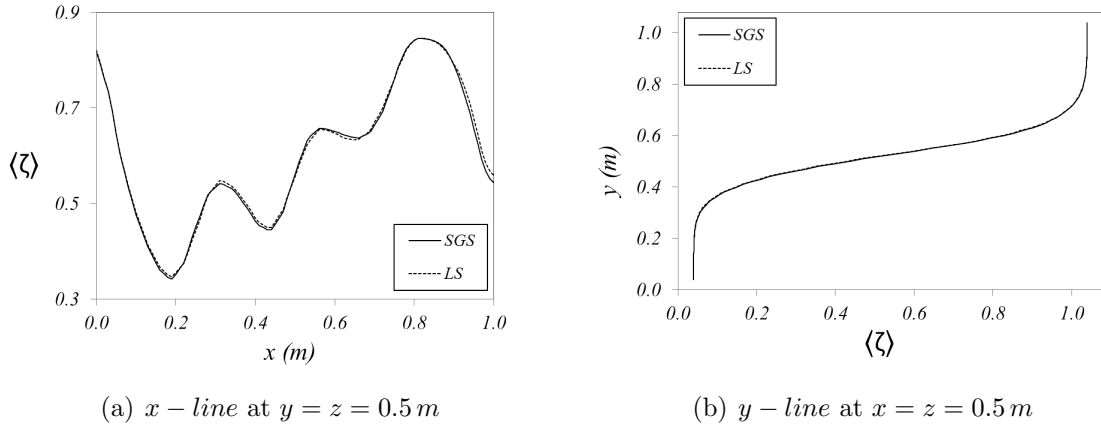 0.9
0.7
0.5
0.3
⟨ζ⟩
SGS
LS
0.0 0.2 0.4 0.6 0.8 1.0
x (m)
(a) x − line at y = z = 0.5 m
1.0
0.8
0.6
0.4
0.2
0.0
y (m)
SGS
LS
0.0 0.2 0.4 0.6 0.8 1.0
⟨ζ⟩
(b) y − line at x = z = 0.5 m